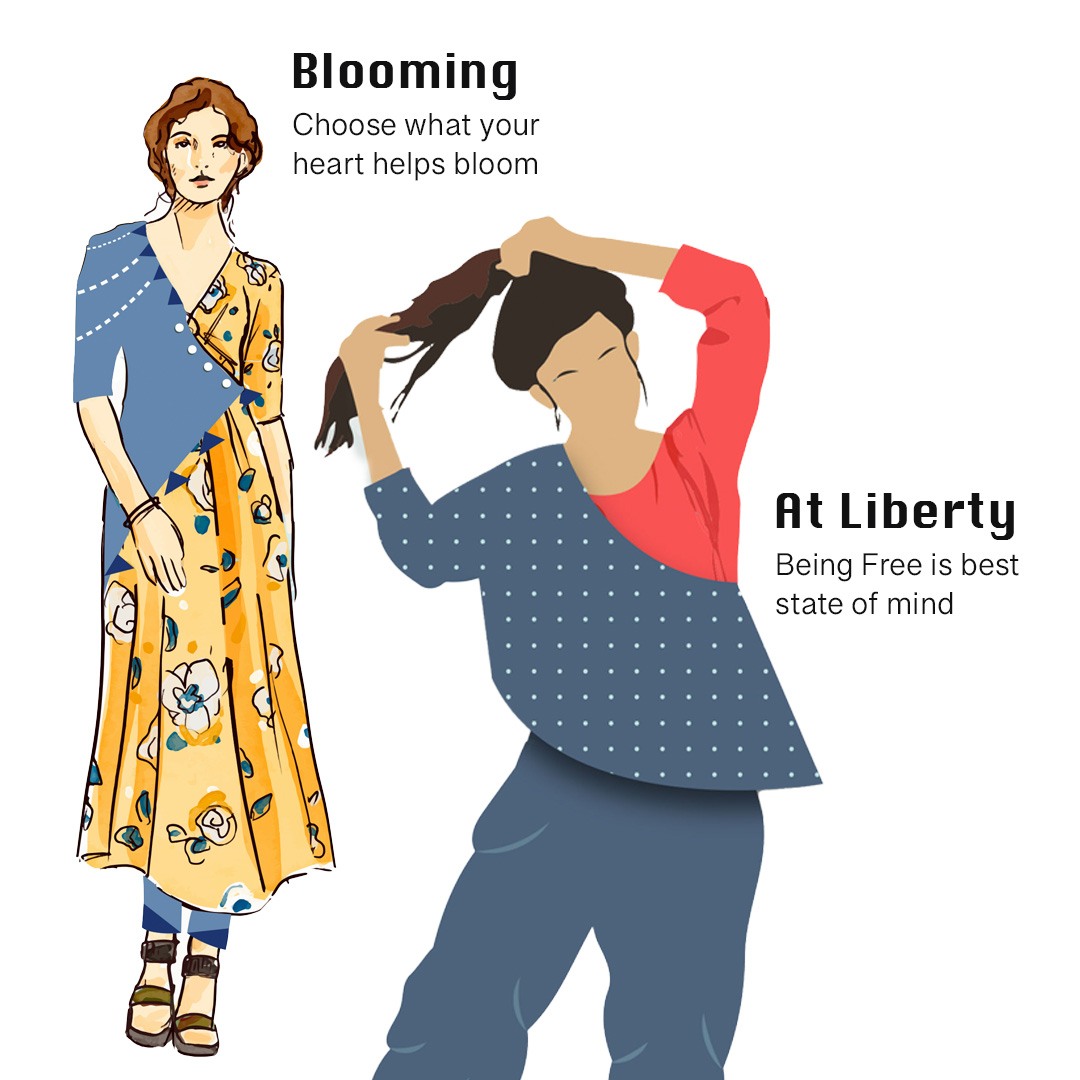 Blooming
Choose what your
heart helps bloom
At Liberty
Being Free is best
state of mind